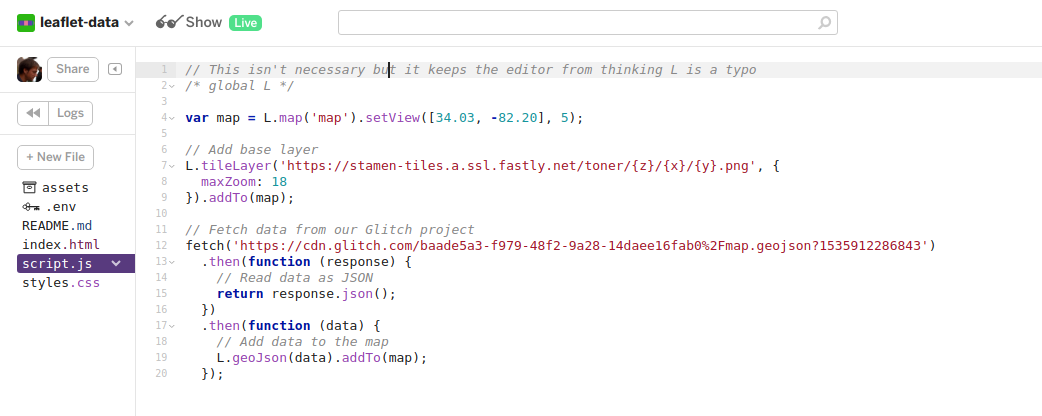 leaflet-data Show Live
Share
Logs
+ New File
assets
.env
README.md
index.html
script.js
styles.css
1 // This isn't necessary but it keeps the editor from thinking L is a typo
2 /* global L */
3
4 var map = L.map('map').setView([34.03, -82.20], 5);
5
6 // Add base layer
7 L.tileLayer('https://stamen-tiles.a.ssl.fastly.net/toner/{z}/{x}/{y}.png', {
8   maxZoom: 18
9 }).addTo(map);
10
11 // Fetch data from our Glitch project
12 fetch('https://cdn.glitch.com/baade5a3-f979-48f2-9a28-14daee16fab0%2Fmap.geojson?1535912286843')
13   .then(function (response) {
14     // Read data as JSON
15     return response.json();
16   })
17   .then(function (data) {
18     // Add data to the map
19     L.geoJson(data).addTo(map);
20   });